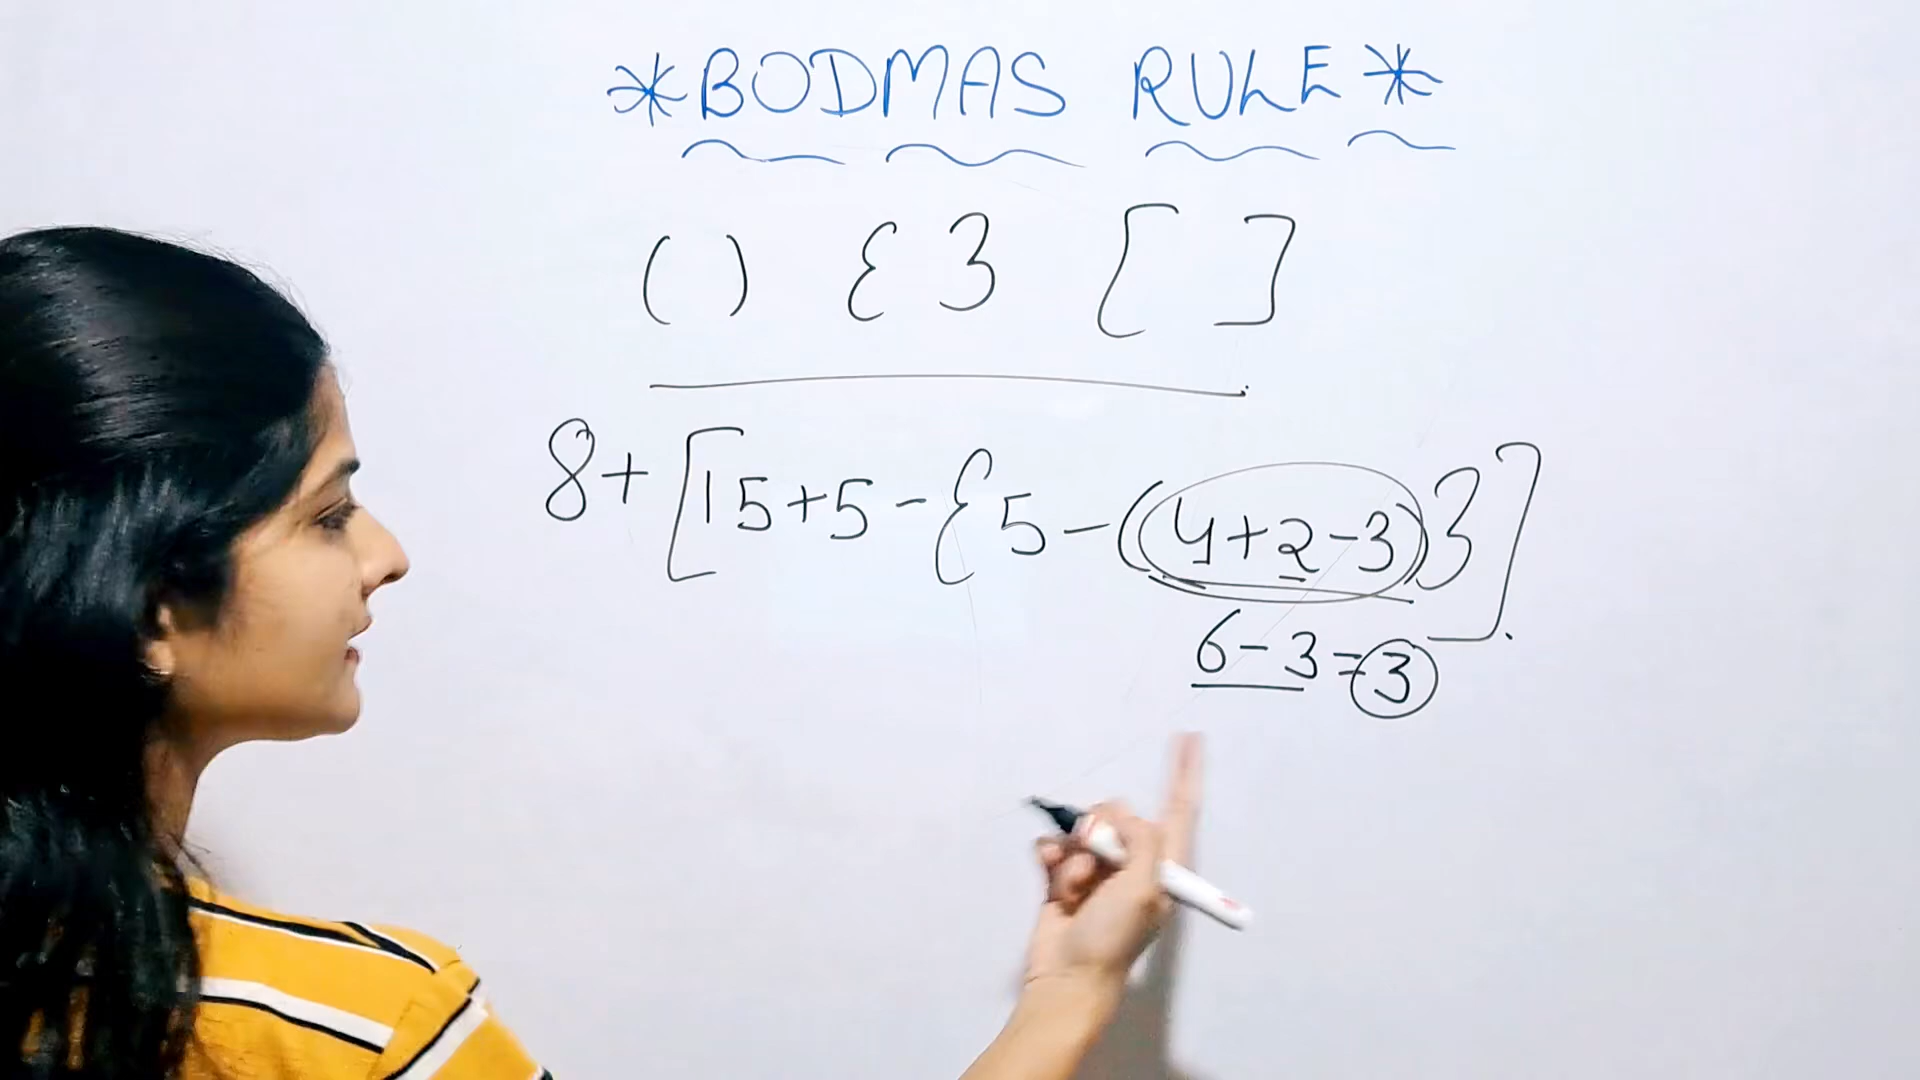 *BODMAS RULE*
( ) { } [ ]
8+[15+5-{5-(4+2-3)}]
6-3=3